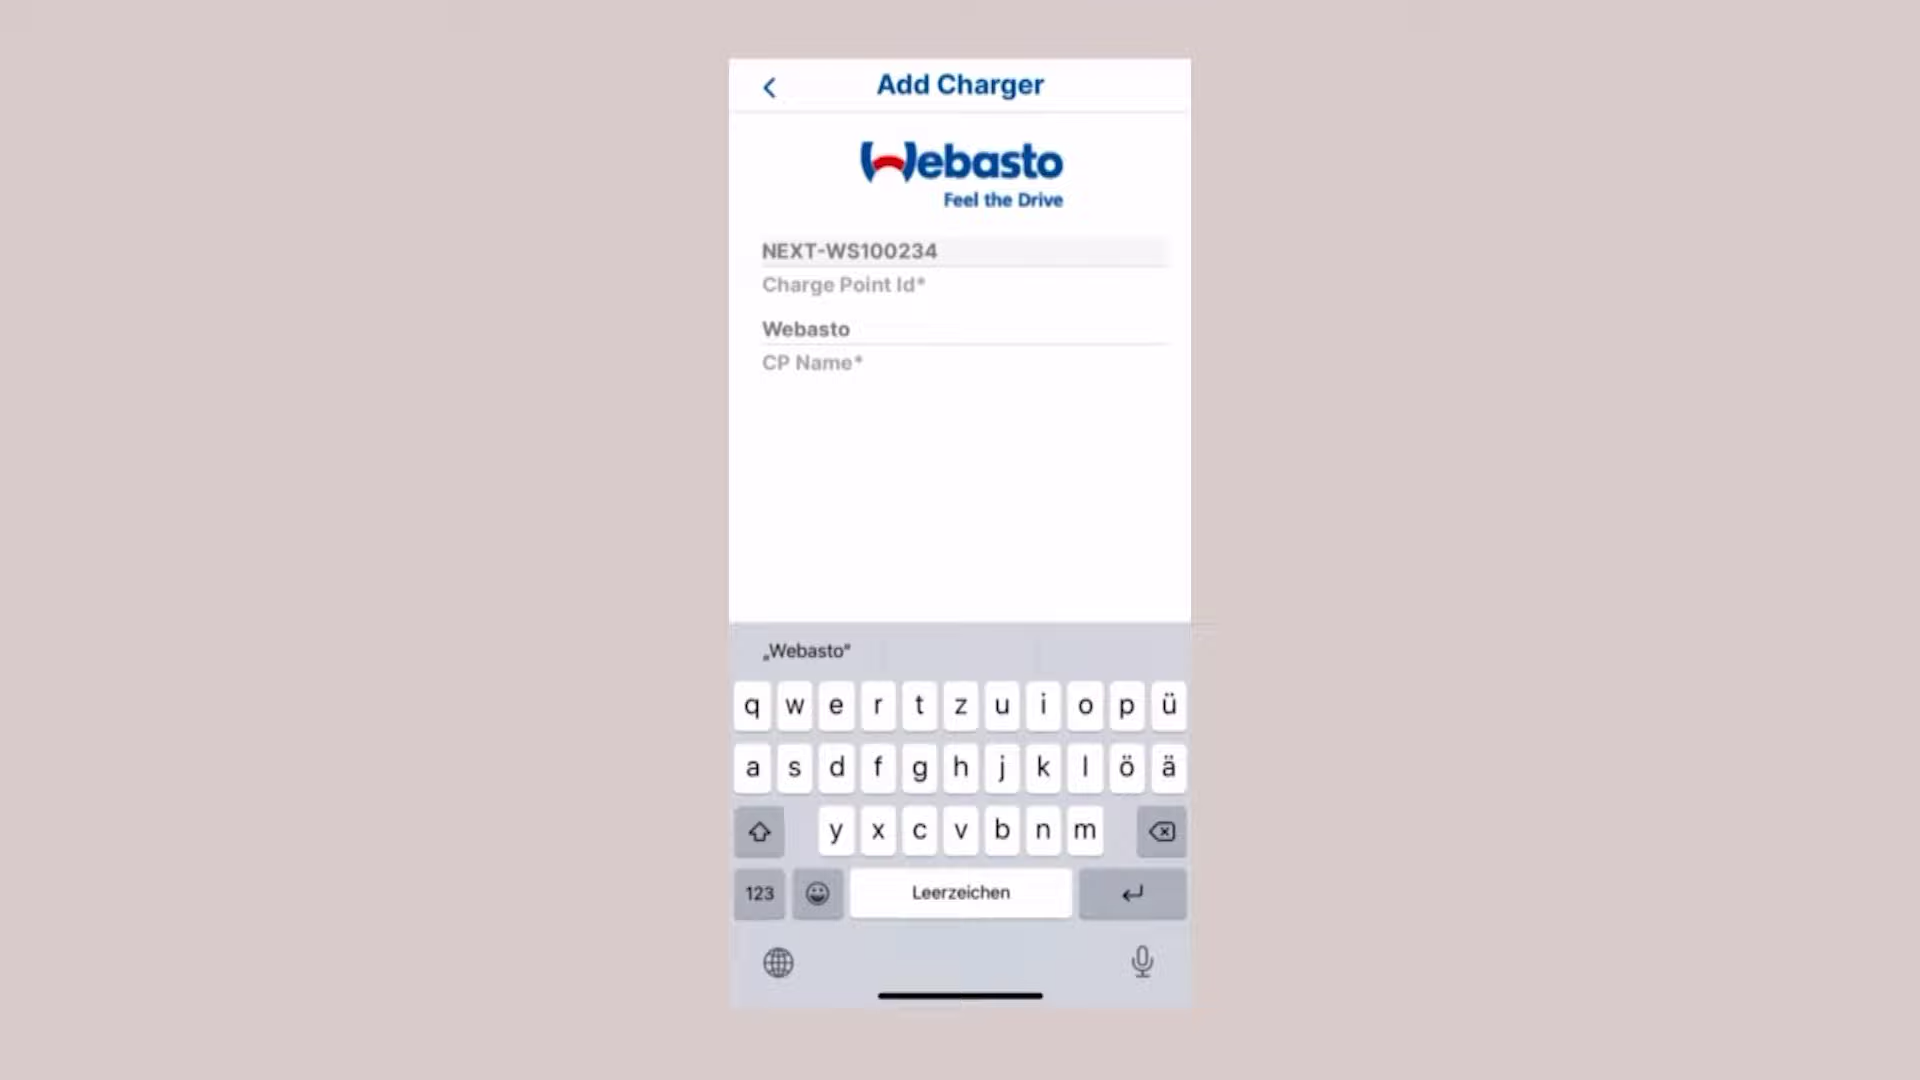 Add Charger
Webasto
Feel the Drive
NEXT-WS100234
Charge Point Id*
Webasto
CP Name*
„Webasto“
q w e r t z u i o p ü
a s d f g h j k l ö ä
y x c v b n m
123 Leerzeichen